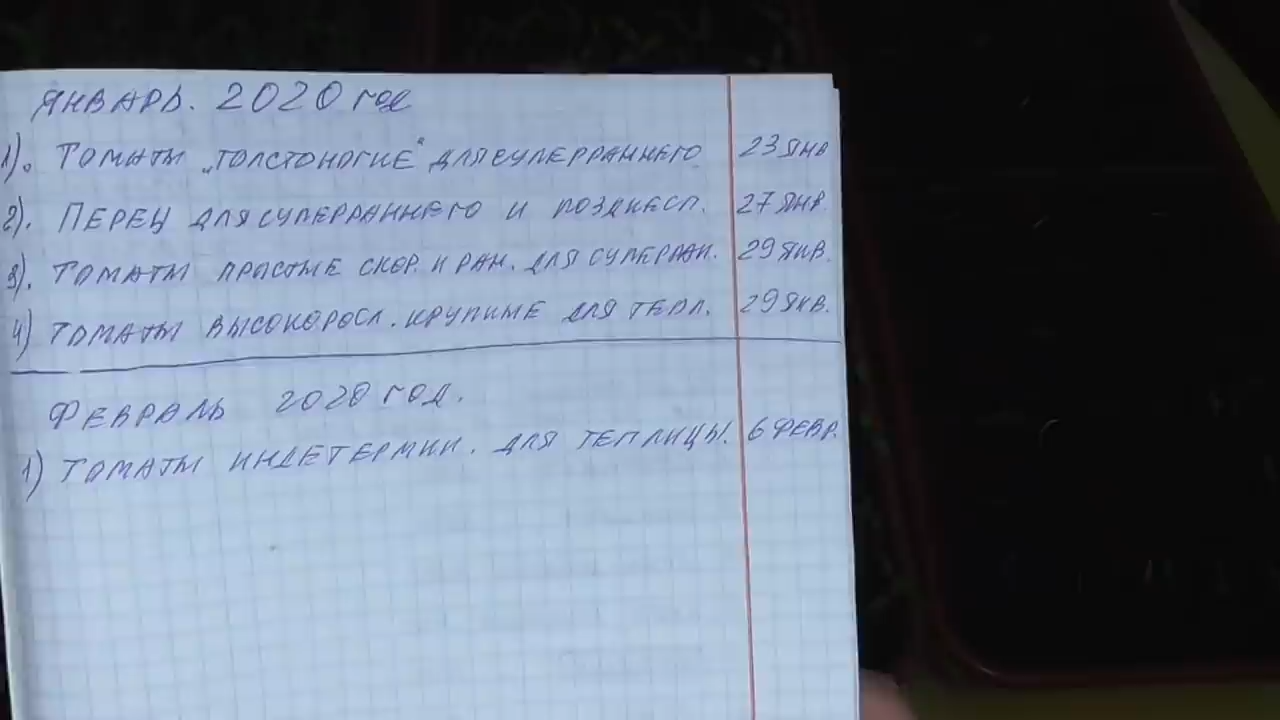 ЯНВАРЬ. 2020 год
1). ТОМАТЫ „ТОЛСТОНОГИЕ" ДЛЯ СУПЕРРАННЕГО 23 ЯНВ
2). ПЕРЕЦ ДЛЯ СУПЕРРАННЕГО И ПОЗДНЕСП. 27 ЯНВ.
3). ТОМАТЫ ПРОСТЫЕ СКОР. И РАН. ДЛЯ СУПЕРРАН. 29 ЯНВ.
4) ТОМАТЫ ВЫСОКОРОСЛ. КРУПНЫЕ ДЛЯ ТЕПЛ. 29 ЯНВ.
ФЕВРАЛЬ 2020 ГОД.
1) ТОМАТЫ ИНДЕТЕРМИН. ДЛЯ ТЕПЛИЦЫ. 6 ФЕВР.